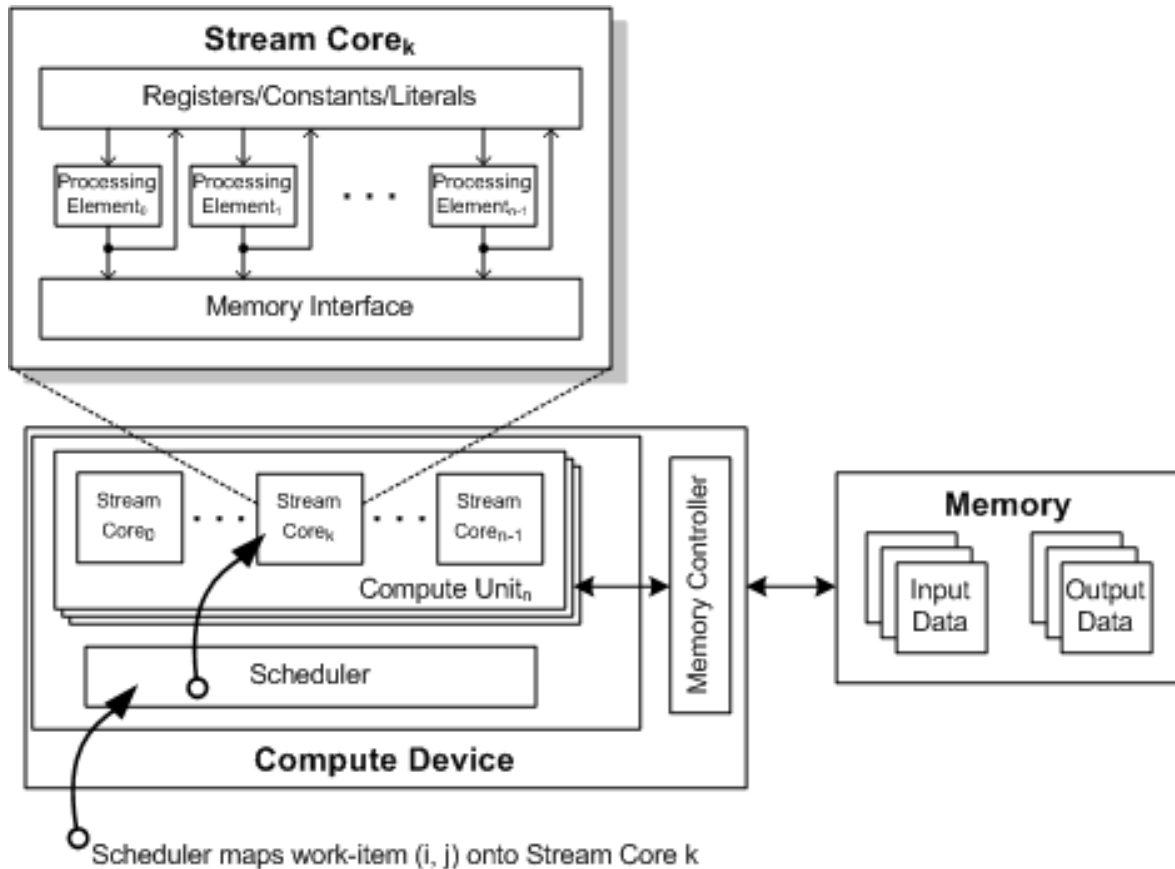 Stream Coreₖ
Registers/Constants/Literals
Processing
Element₀
Processing
Element₁
Processing
Elementₙ₋₁
Memory Interface
Stream
Core₀
Stream
Coreₖ
Stream
Coreₙ₋₁
Compute Unitₙ
Scheduler
Compute Device
Memory Controller
Memory
Input
Data
Output
Data
Scheduler maps work-item (i, j) onto Stream Core k